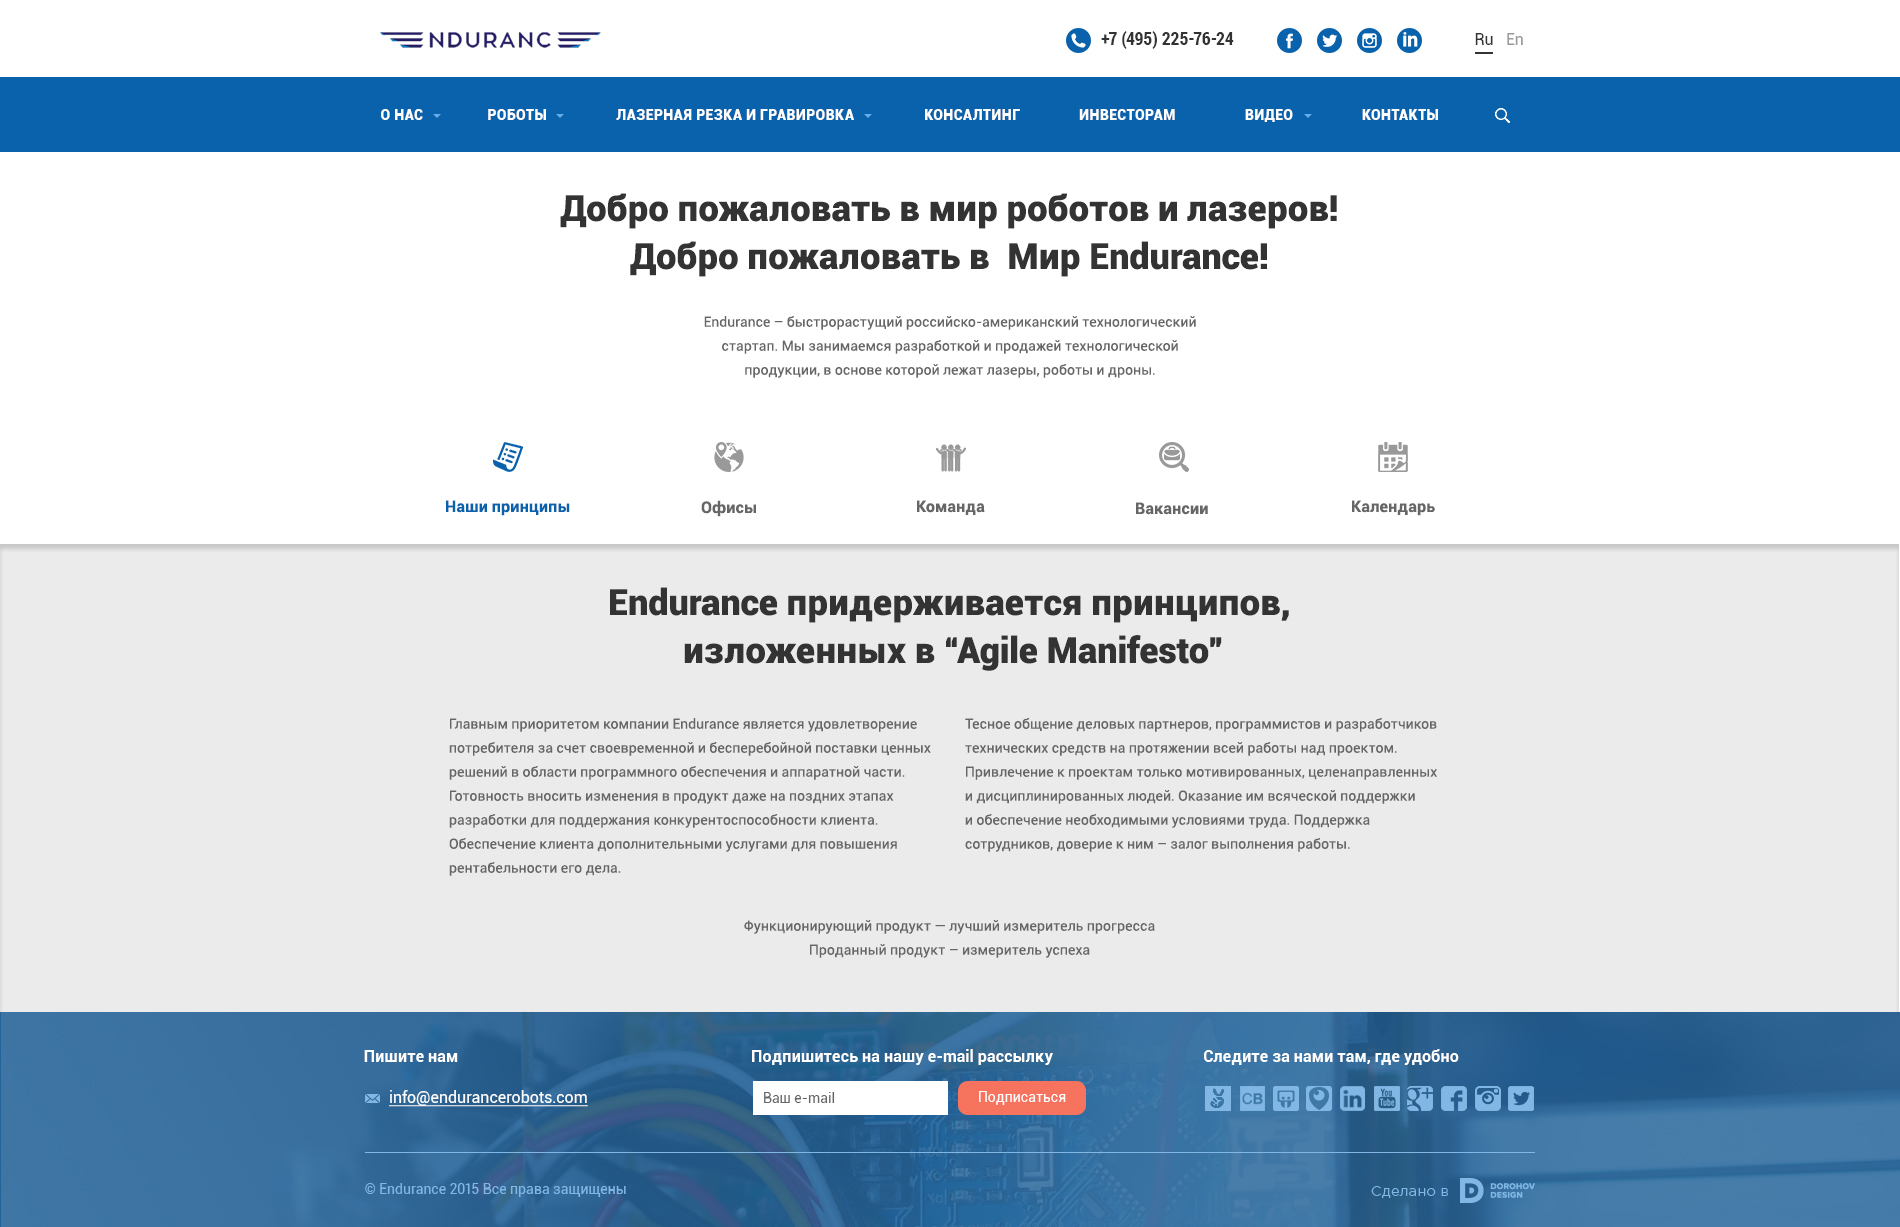 NDURANC
+7 (495) 225-76-24
Ru En
О НАС РОБОТЫ ЛАЗЕРНАЯ РЕЗКА И ГРАВИРОВКА КОНСАЛТИНГ ИНВЕСТОРАМ ВИДЕО КОНТАКТЫ
Добро пожаловать в мир роботов и лазеров!
Добро пожаловать в Мир Endurance!
Endurance – быстрорастущий российско-американский технологический
стартап. Мы занимаемся разработкой и продажей технологической
продукции, в основе которой лежат лазеры, роботы и дроны.
Наши принципы Офисы Команда Вакансии Календарь
Endurance придерживается принципов,
изложенных в “Agile Manifesto”
Главным приоритетом компании Endurance является удовлетворение
потребителя за счет своевременной и бесперебойной поставки ценных
решений в области программного обеспечения и аппаратной части.
Готовность вносить изменения в продукт даже на поздних этапах
разработки для поддержания конкурентоспособности клиента.
Обеспечение клиента дополнительными услугами для повышения
рентабельности его дела.
Тесное общение деловых партнеров, программистов и разработчиков
технических средств на протяжении всей работы над проектом.
Привлечение к проектам только мотивированных, целенаправленных
и дисциплинированных людей. Оказание им всяческой поддержки
и обеспечение необходимыми условиями труда. Поддержка
сотрудников, доверие к ним – залог выполнения работы.
Функционирующий продукт — лучший измеритель прогресса
Проданный продукт – измеритель успеха
Пишите нам
info@endurancerobots.com
Подпишитесь на нашу e-mail рассылку
Ваш e-mail
Подписаться
Следите за нами там, где удобно
CB
You
Tube
© Endurance 2015 Все права защищены
Сделано в
DOROHOV
DESIGN